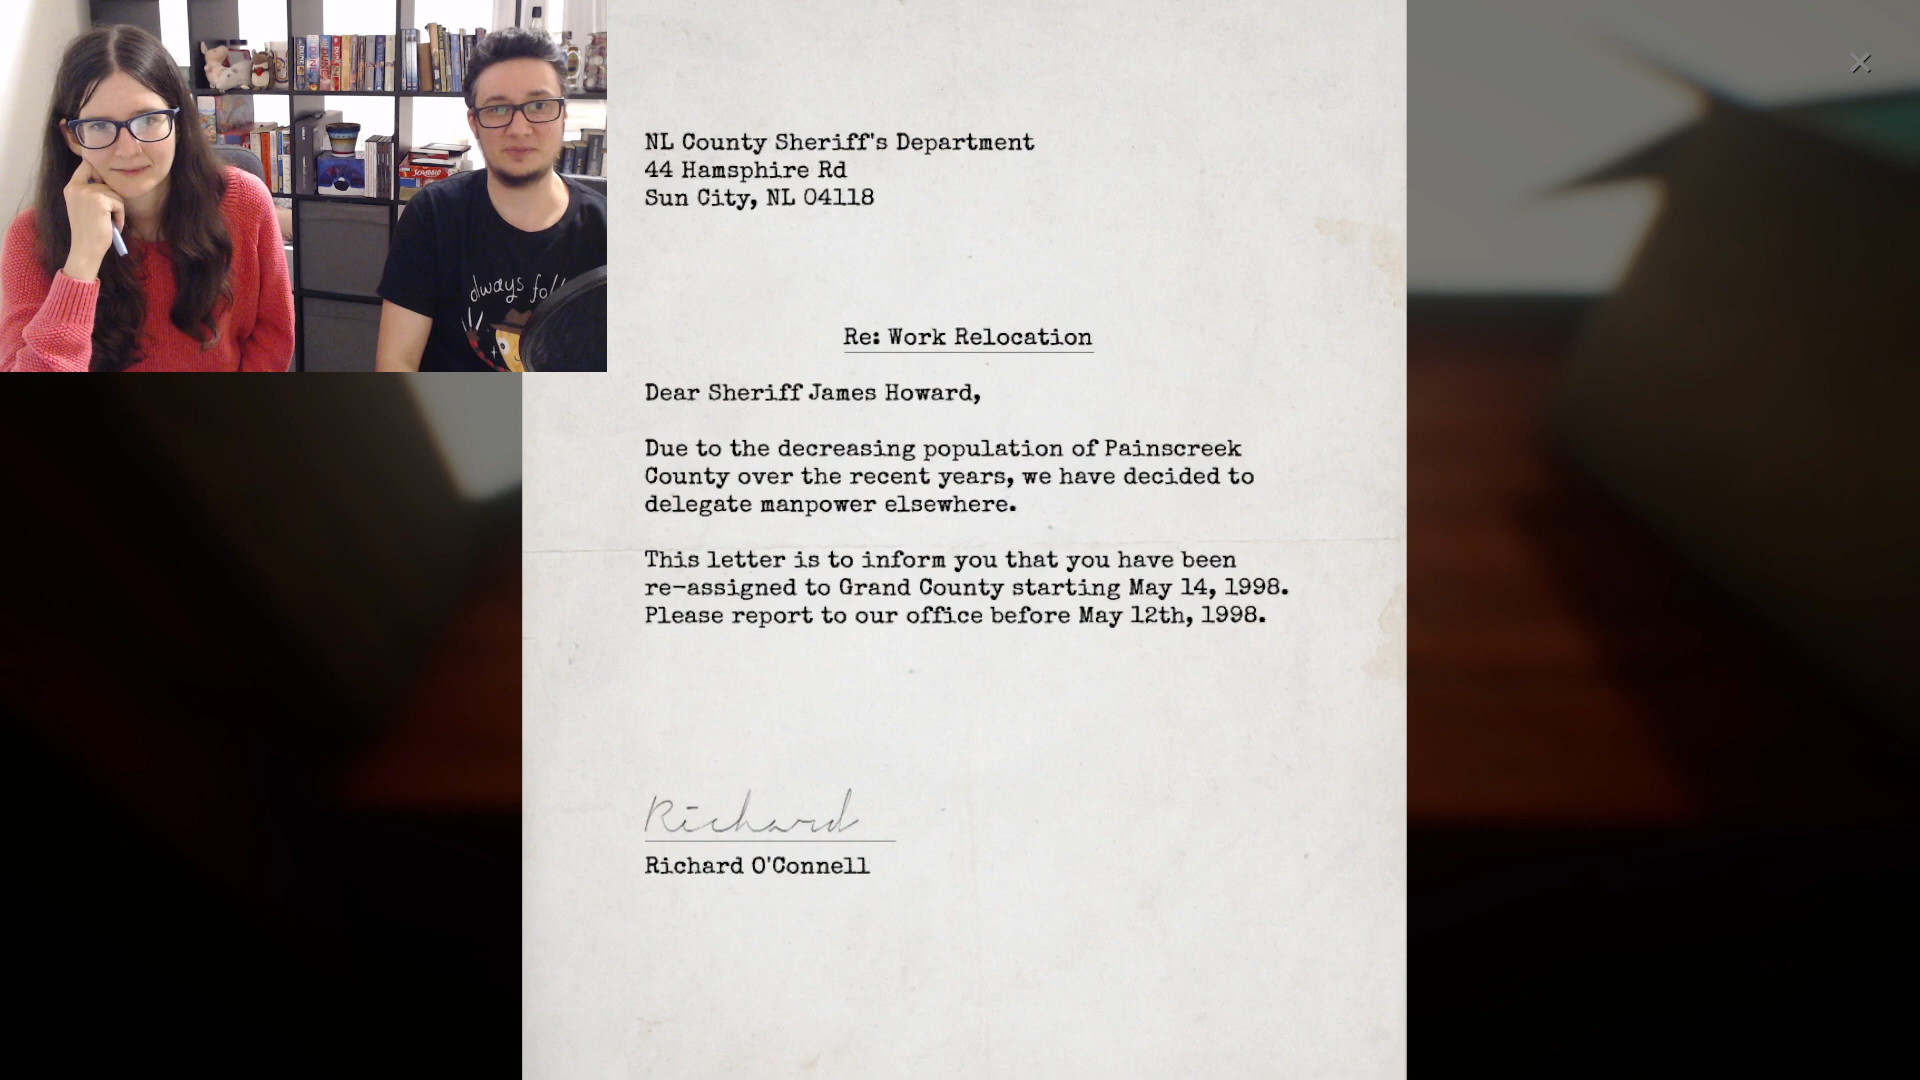 NL County Sheriff's Department
44 Hamsphire Rd
Sun City, NL 04118
Re: Work Relocation
Dear Sheriff James Howard,
Due to the decreasing population of Painscreek
County over the recent years, we have decided to
delegate manpower elsewhere.
This letter is to inform you that you have been
re-assigned to Grand County starting May 14, 1998.
Please report to our office before May 12th, 1998.
Richard
Richard O'Connell
always
SCRABBLE
DUNE